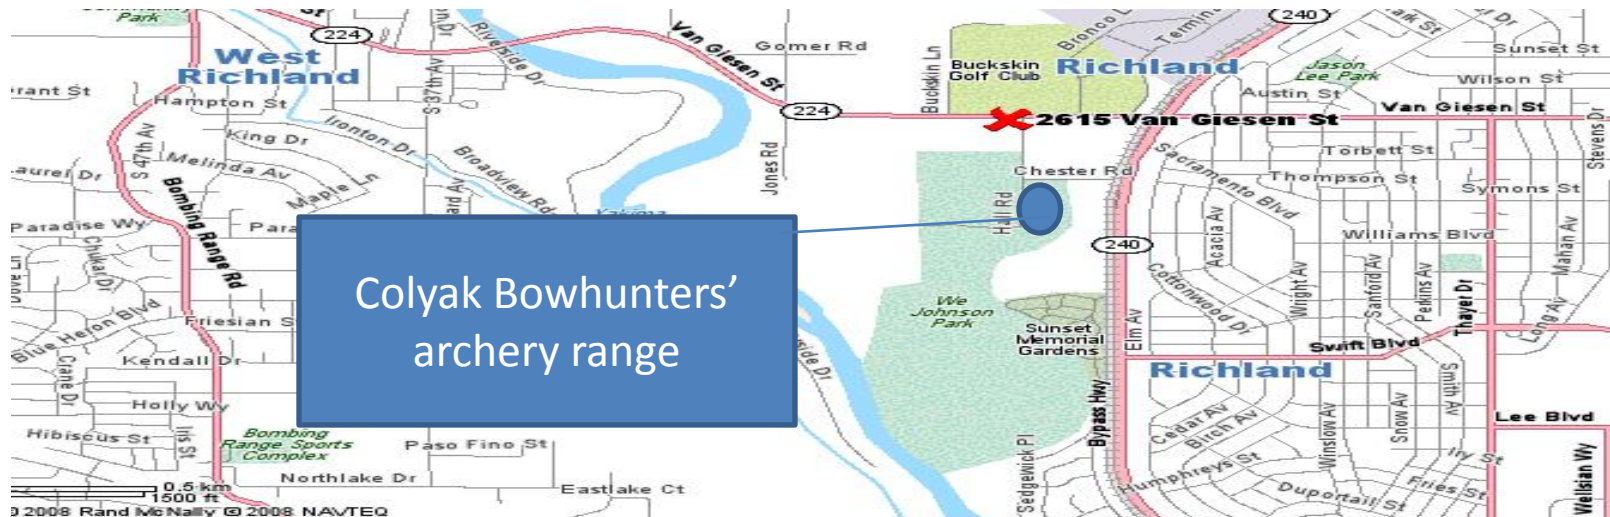 Park
St
224
West
Richland
Hampton St
S 47th Av
King Dr
Melinda Av
Maple Ln
Ironton Dr
S 37th Av
Riverside Dr
Broadview Rd
Paradise Wy
Bombing Range Rd
Chukar Dr
Dove Ln
Blue Heron Blvd
Kendall Dr
Crane Dr
Holly Wy
Hibiscus St
Iris St
Bombing
Range Sports
Complex
Northlake Dr
Paso Fino St
Eastlake Ct
0.5 km
1500 ft
2008 Rand McNally © 2008 NAVTEQ
Colyak Bowhunters’
archery range
Van Giesen St
Gomer Rd
224
Jones Rd
Buckskin Ln
Buckskin
Golf Club
Richland
240
2615 Van Giesen St
Chester Rd
Hall Rd
We
Johnson
Park
Sunset
Memorial
Gardens
240
Bypass Hwy
Sedgewick Pl
Elm Av
Jason
Lee Park
Sunset St
Wilson St
Austin St
Van Giesen St
Stevens Dr
Torbett St
Thompson St
Symons St
Sacramento Blvd
Acacia Av
Williams Blvd
Mahan Av
Wright Av
Sanford Av
Perkins Av
Thayer Dr
Long Av
Cottonwood Dr
Swift Blvd
Richland
Smith Av
Snow Av
Winslow Av
Lee Blvd
Cedar Av
Birch Av
Humphreys St
Duportail St
Fries St
Wellsian Wy